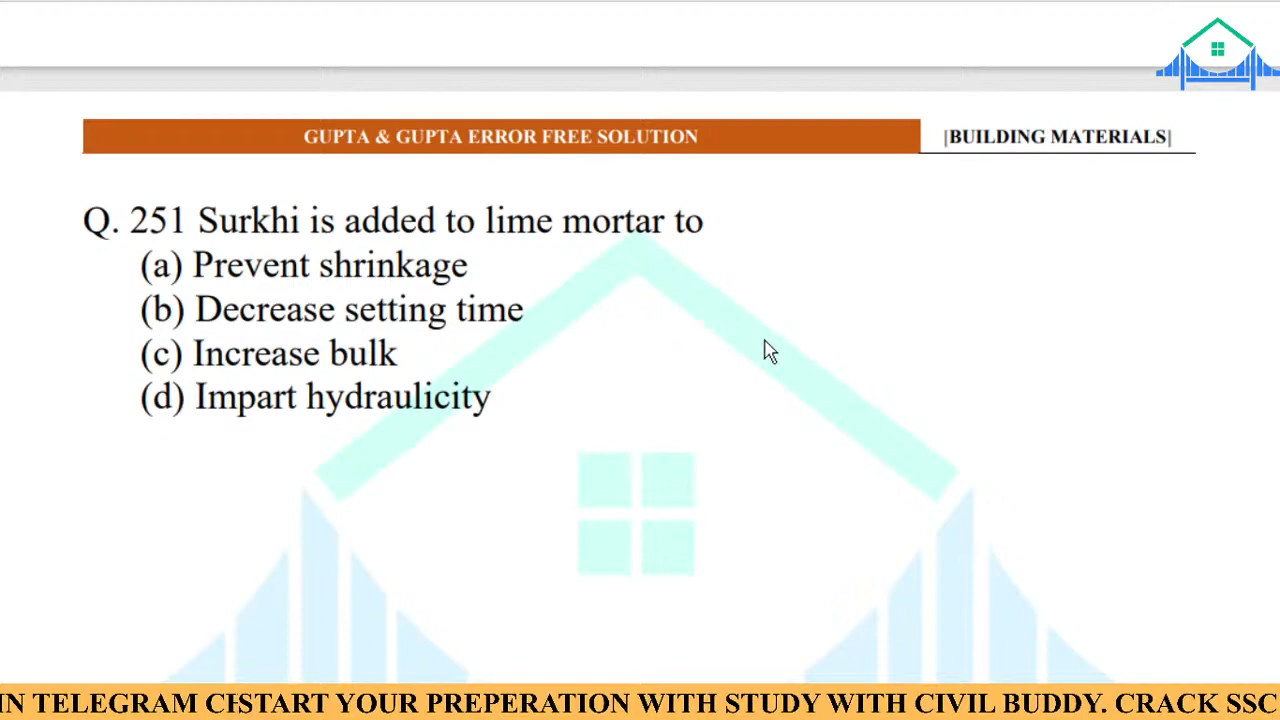 GUPTA & GUPTA ERROR FREE SOLUTION
|BUILDING MATERIALS|
Q. 251 Surkhi is added to lime mortar to
(a) Prevent shrinkage
(b) Decrease setting time
(c) Increase bulk
(d) Impart hydraulicity
IN TELEGRAM START YOUR PREPERATION WITH STUDY WITH CIVIL BUDDY. CRACK SSC